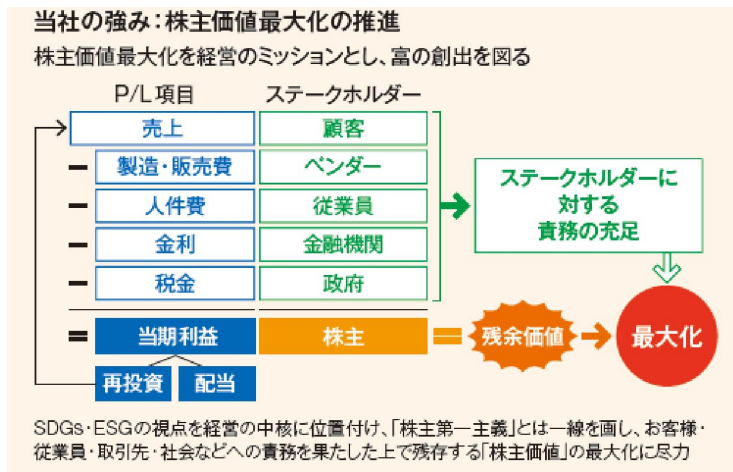 当社の強み：株主価値最大化の推進
株主価値最大化を経営のミッションとし、富の創出を図る
P/L項目 ステークホルダー
売上 顧客
− 製造・販売費 ベンダー
− 人件費 従業員
− 金利 金融機関
− 税金 政府
ステークホルダーに
対する
責務の充足
= 当期利益 株主 = 残余価値 最大化
再投資 配当
SDGs・ESGの視点を経営の中核に位置付け、「株主第一主義」とは一線を画し、お客様・
従業員・取引先・社会などへの責務を果たした上で残存する「株主価値」の最大化に尽力